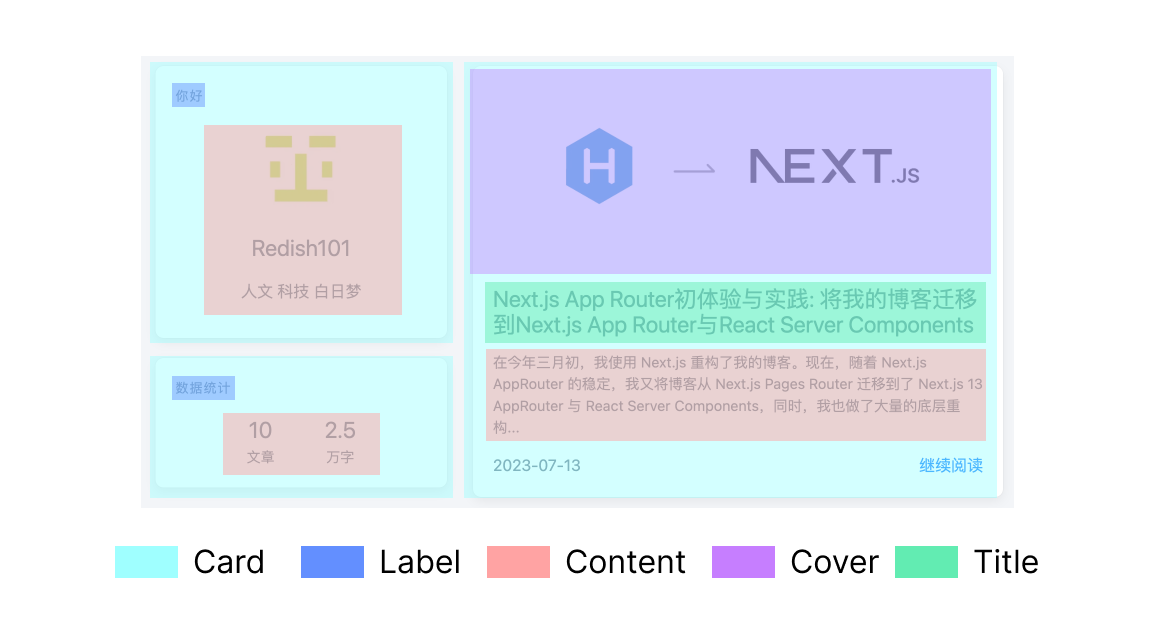 你好
Redish101
人文 科技 白日梦
数据统计
10 2.5
文章 万字
NEXT.JS
Next.js App Router初体验与实践: 将我的博客迁移
到Next.js App Router与React Server Components
在今年三月初，我使用 Next.js 重构了我的博客。现在，随着 Next.js
AppRouter 的稳定，我又将博客从 Next.js Pages Router 迁移到了 Next.js 13
AppRouter 与 React Server Components，同时，我也做了大量的底层重
构...
2023-07-13 继续阅读
Card Label Content Cover Title